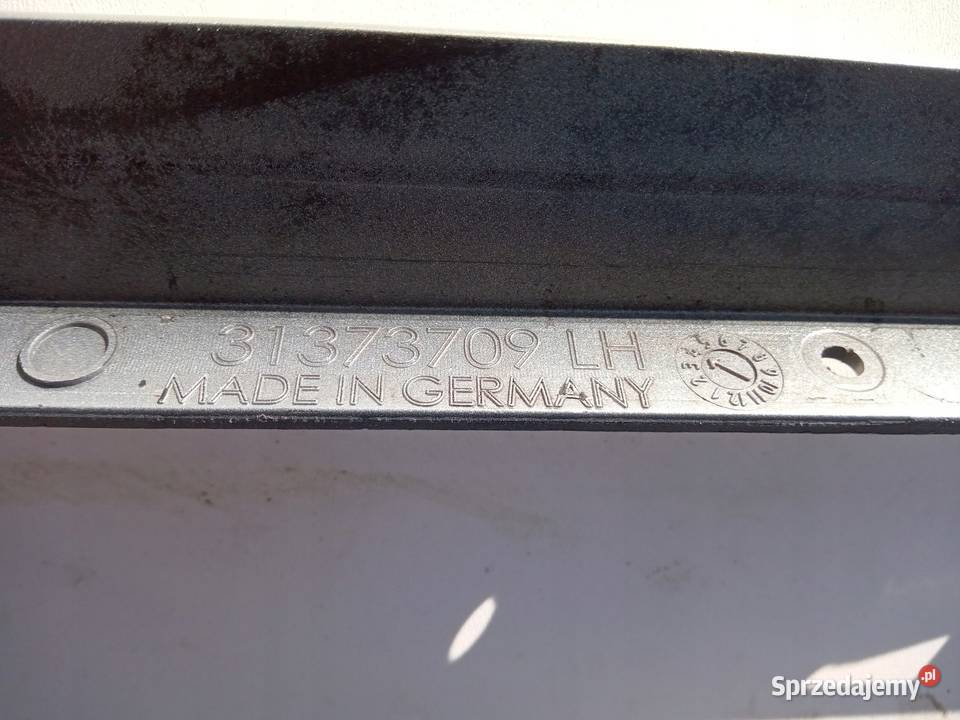 31373709 LH
MADE IN GERMANY
Sprzedajemy.pl